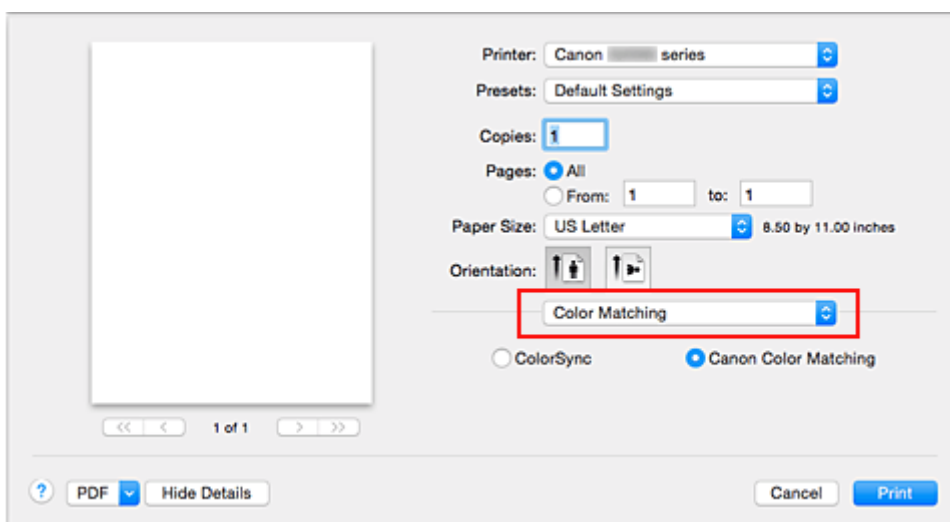 Printer: Canon series
Presets: Default Settings
Copies: 1
Pages: All
From: 1 to: 1
Paper Size: US Letter 8.50 by 11.00 inches
Orientation:
Color Matching
ColorSync Canon Color Matching
<< < 1 of 1 > >>
? PDF Hide Details Cancel Print